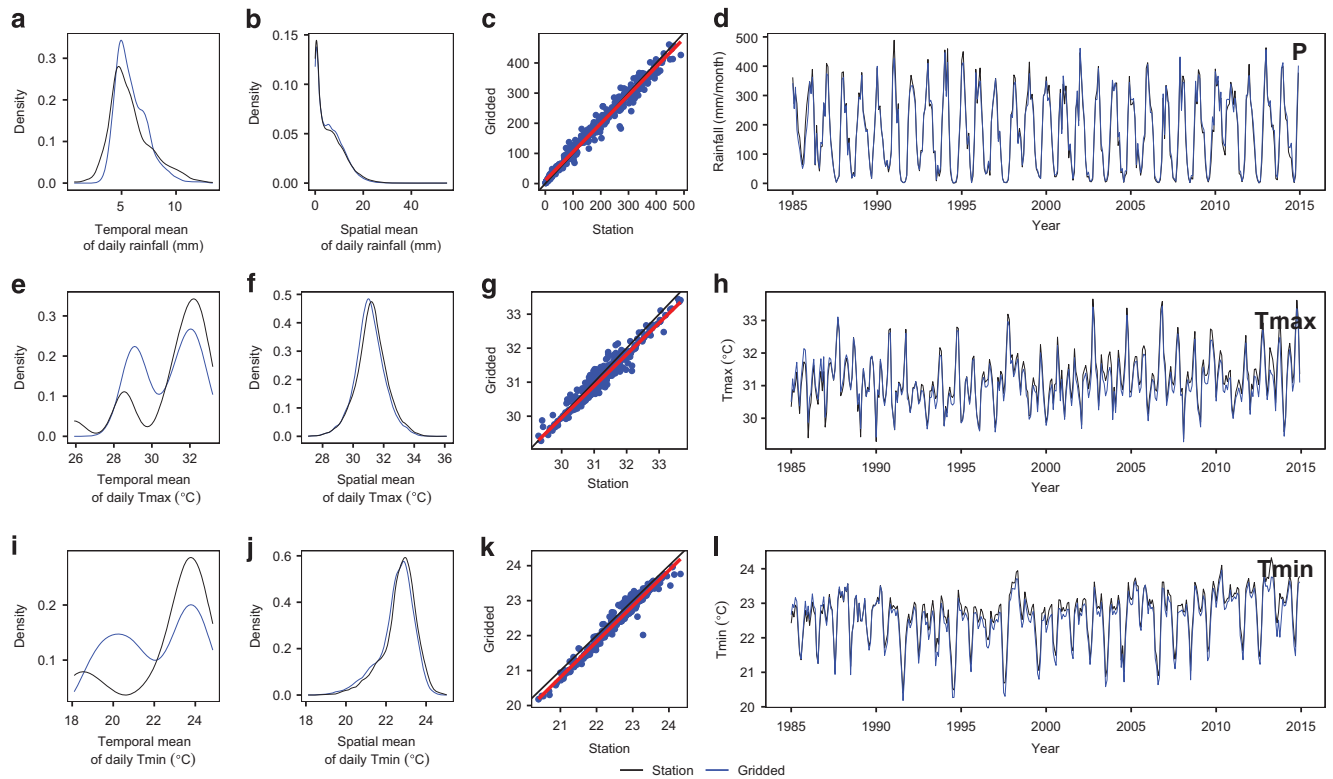 a
Density
0.3
0.2
0.1
0.0
5 10
Temporal mean
of daily rainfall (mm)
b
Density
0.15
0.10
0.05
0.00
0 20 40
Spatial mean
of daily rainfall (mm)
c
Gridded
400
300
200
100
0
0 100 200 300 400 500
Station
d
P
Rainfall (mm/month)
500
400
300
200
100
0
1985 1990 1995 2000 2005 2010 2015
Year
e
Density
0.3
0.2
0.1
0.0
26 28 30 32
Temporal mean
of daily Tmax (°C)
f
Density
0.5
0.4
0.3
0.2
0.1
0.0
28 30 32 34 36
Spatial mean
of daily Tmax (°C)
g
Gridded
33
32
31
30
30 31 32 33
Station
h
Tmax
Tmax (°C)
33
32
31
30
1985 1990 1995 2000 2005 2010 2015
Year
i
Density
0.2
0.1
18 20 22 24
Temporal mean
of daily Tmin (°C)
j
Density
0.6
0.4
0.2
0.0
18 20 22 24
Spatial mean
of daily Tmin (°C)
k
Gridded
24
23
22
21
20
21 22 23 24
Station
l
Tmin
Tmin (°C)
24
23
22
21
20
1985 1990 1995 2000 2005 2010 2015
Year
Station Gridded